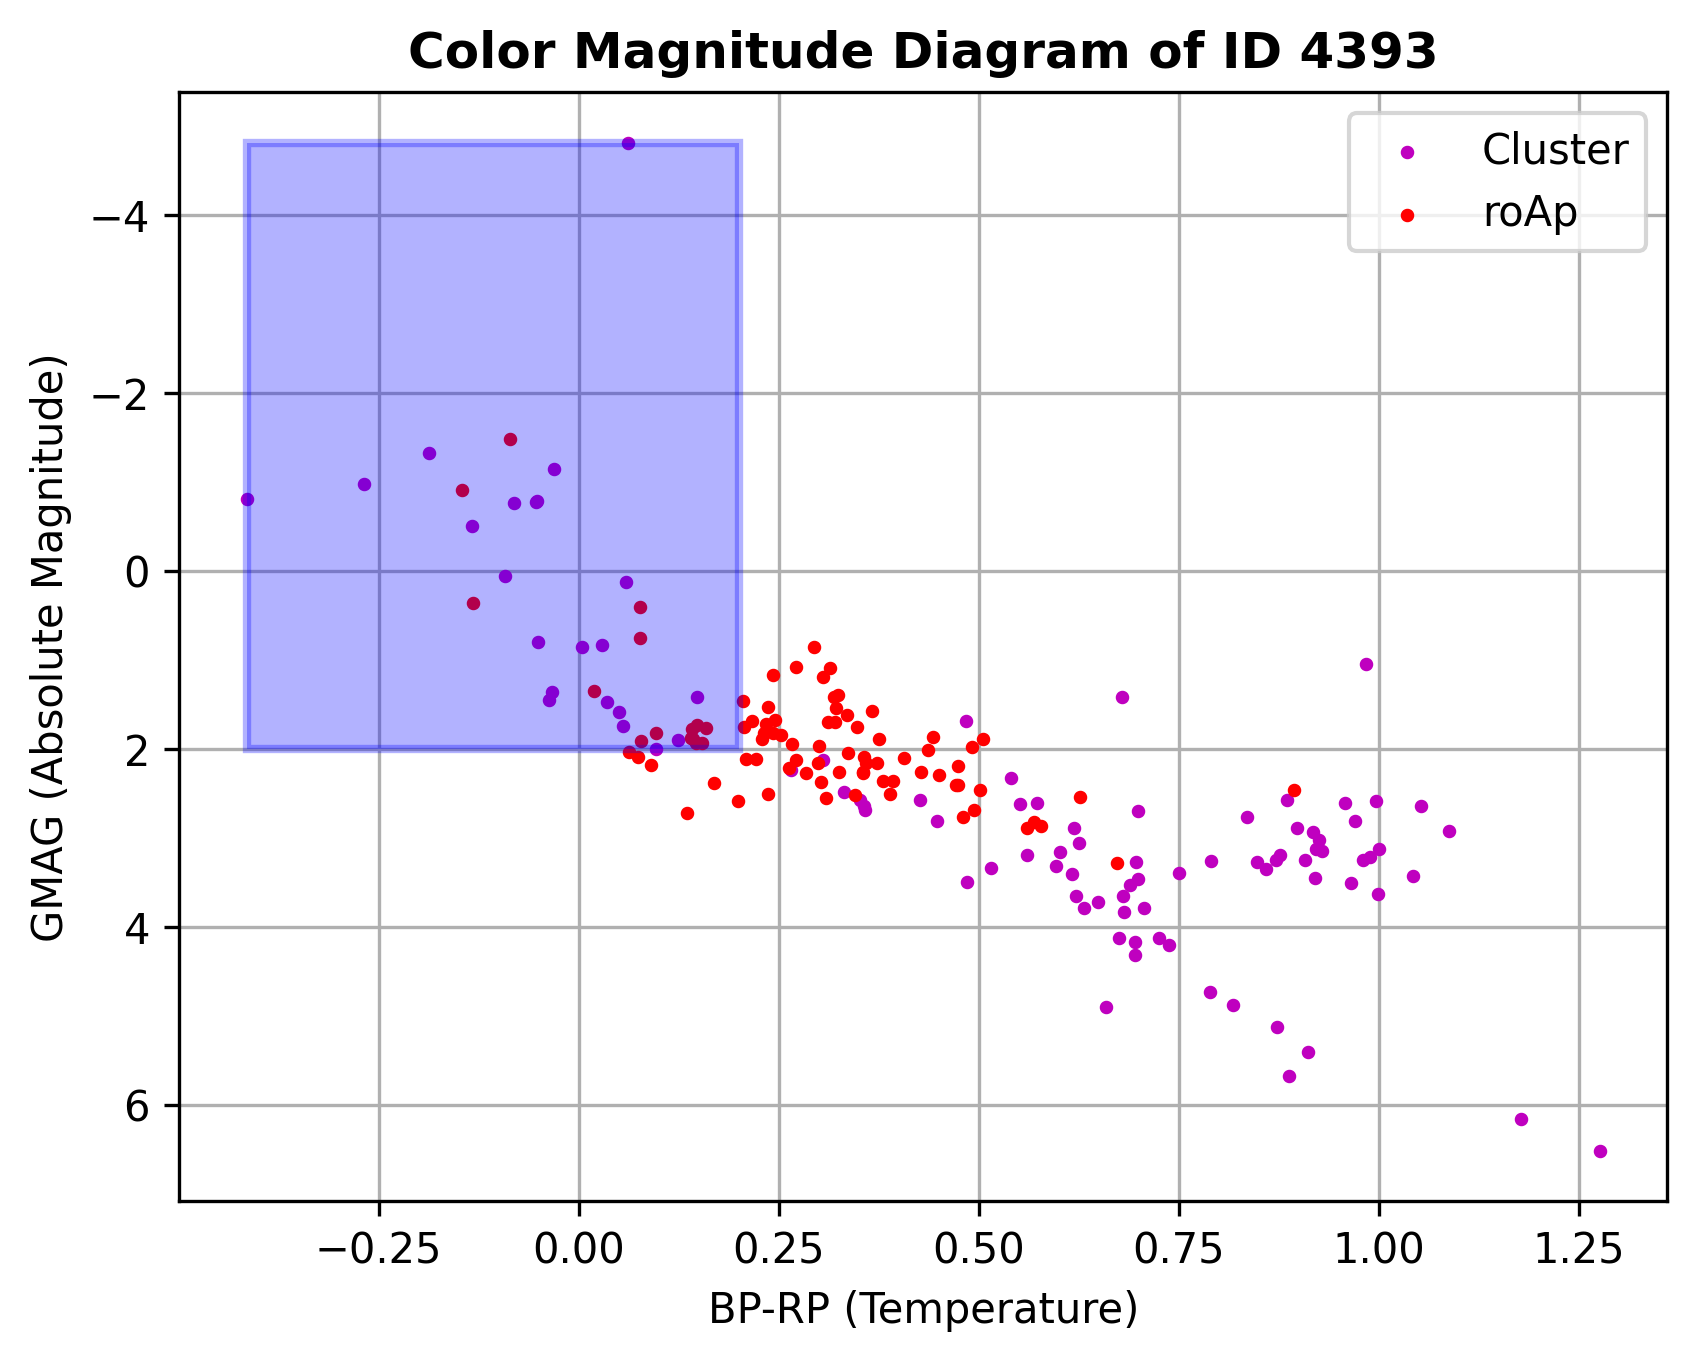 Color Magnitude Diagram of ID 4393
Cluster
roAp
GMAG (Absolute Magnitude)
−4
−2
0
2
4
6
−0.25 0.00 0.25 0.50 0.75 1.00 1.25
BP-RP (Temperature)